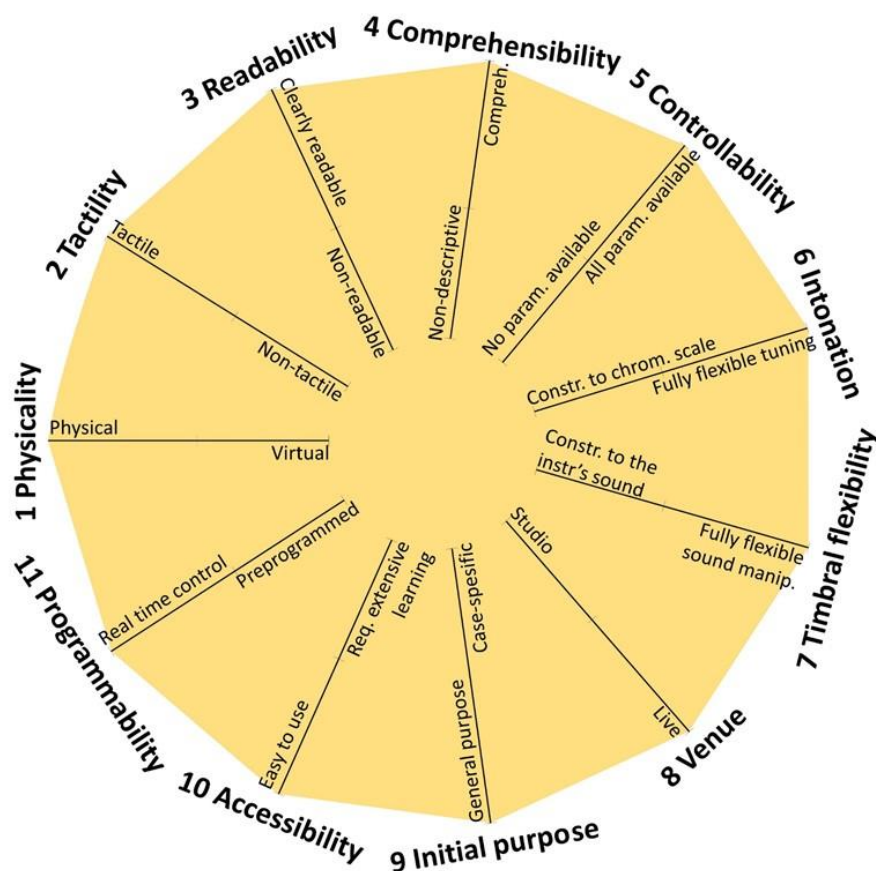 1 Physicality
Physical
Virtual
2 Tactility
Tactile
Non-tactile
3 Readability
Clearly readable
Non-readable
4 Comprehensibility
Compreh.
Non-descriptive
5 Controllability
No param. available
All param. available
6 Intonation
Constr. to chrom. scale
Fully flexible tuning
7 Timbral flexibility
Constr. to the
instr's sound
Fully flexible
sound manip.
8 Venue
Studio
Live
9 Initial purpose
Case-spesific
General purpose
10 Accessibility
Req. extensive
learning
Easy to use
11 Programmability
Real time control
Preprogrammed